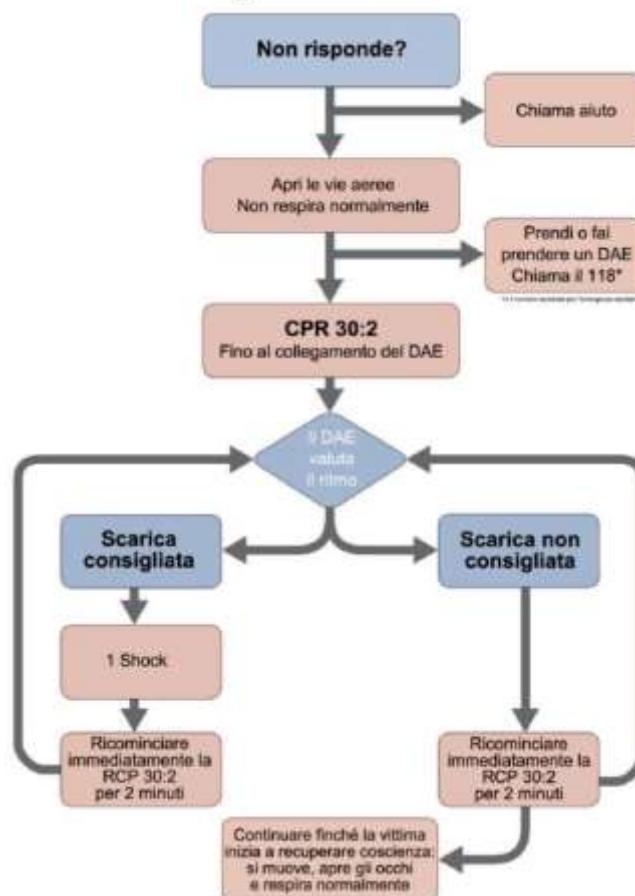 Non risponde?
Chiama aiuto
Apri le vie aeree
Non respira normalmente
Prendi o fai
prendere un DAE
Chiama il 118*
CPR 30:2
Fino al collegamento del DAE
Il DAE
valuta
il ritmo
Scarica
consigliata
Scarica non
consigliata
1 Shock
Ricominciare
immediatamente la
RCP 30:2
per 2 minuti
Ricominciare
immediatamente la
RCP 30:2
per 2 minuti
Continuare finché la vittima
inizia a recuperare coscienza:
si muove, apre gli occhi
e respira normalmente